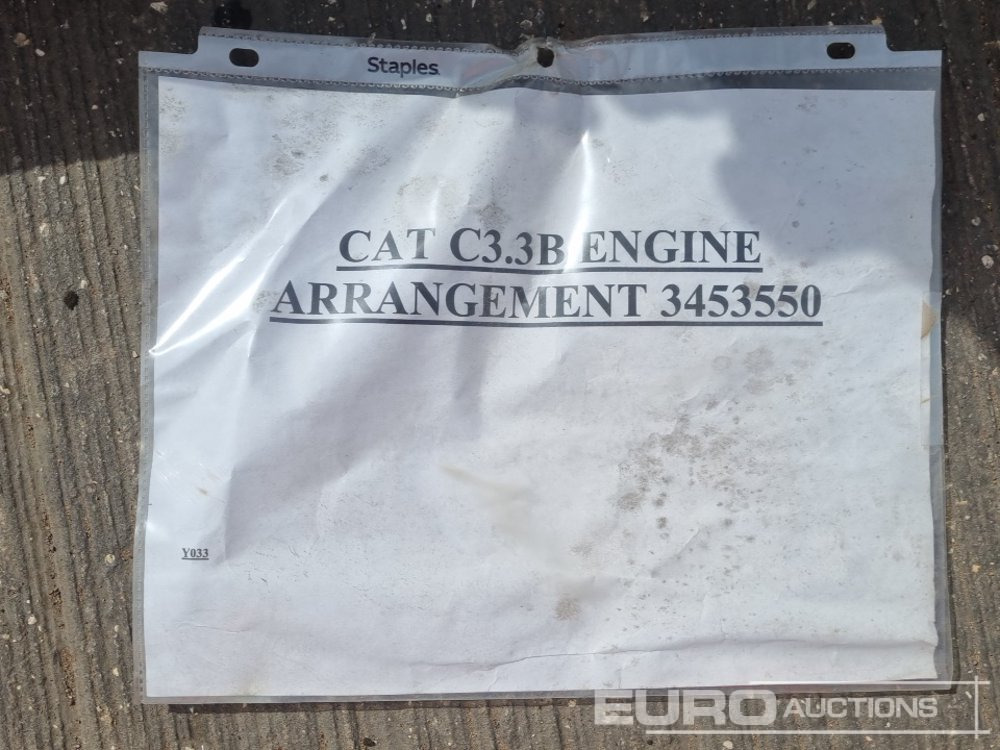 Staples
CAT C3.3B ENGINE
ARRANGEMENT 3453550
Y033
EURO AUCTIONS